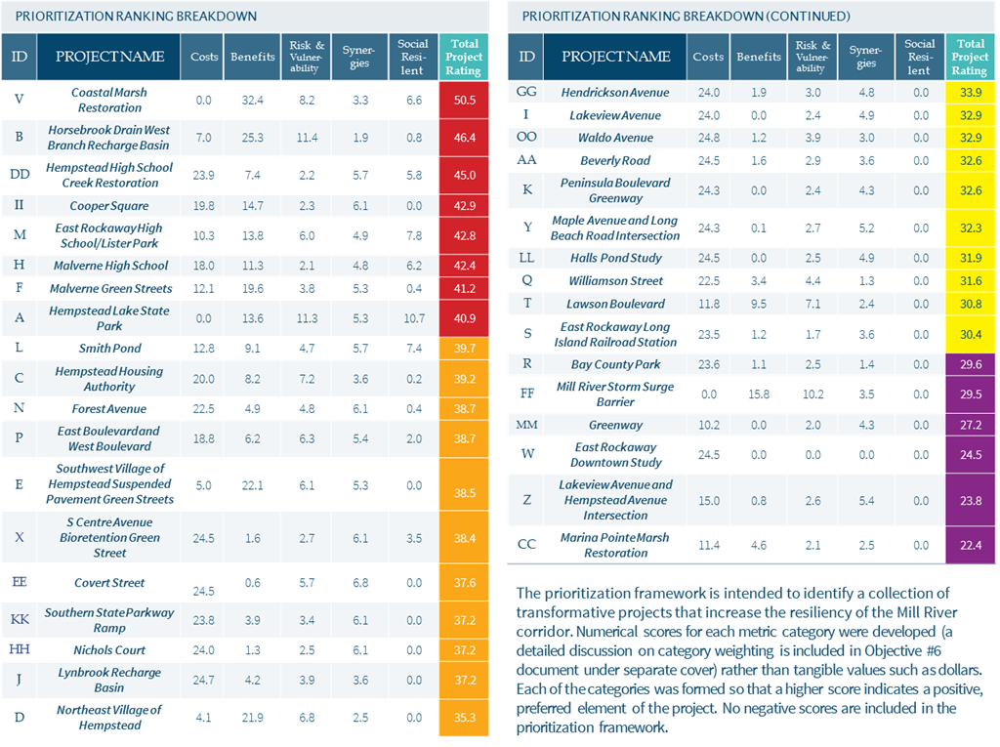 PRIORITIZATION RANKING BREAKDOWN
ID PROJECT NAME Costs Benefits Risk & Vulner-ability Syner-gies Social Resi-lent Total Project Rating
V Coastal Marsh Restoration 0.0 32.4 8.2 3.3 6.6 50.5
B Horsebrook Drain West Branch Recharge Basin 7.0 25.3 11.4 1.9 0.8 46.4
DD Hempstead High School Creek Restoration 23.9 7.4 2.2 5.7 5.8 45.0
II Cooper Square 19.8 14.7 2.3 6.1 0.0 42.9
M East Rockaway High School/Lister Park 10.3 13.8 6.0 4.9 7.8 42.8
H Malverne High School 18.0 11.3 2.1 4.8 6.2 42.4
F Malverne Green Streets 12.1 19.6 3.8 5.3 0.4 41.2
A Hempstead Lake State Park 0.0 13.6 11.3 5.3 10.7 40.9
L Smith Pond 12.8 9.1 4.7 5.7 7.4 39.7
C Hempstead Housing Authority 20.0 8.2 7.2 3.6 0.2 39.2
N Forest Avenue 22.5 4.9 4.8 6.1 0.4 38.7
P East Boulevard and West Boulevard 18.8 6.2 6.3 5.4 2.0 38.7
E Southwest Village of Hempstead Suspended Pavement Green Streets 5.0 22.1 6.1 5.3 0.0 38.5
X S Centre Avenue Bioretention Green Street 24.5 1.6 2.7 6.1 3.5 38.4
EE Covert Street 24.5 0.6 5.7 6.8 0.0 37.6
KK Southern State Parkway Ramp 23.8 3.9 3.4 6.1 0.0 37.2
HH Nichols Court 24.0 1.3 2.5 6.1 0.0 37.2
J Lynbrook Recharge Basin 24.7 4.2 3.9 3.6 0.0 37.2
D Northeast Village of Hempstead 4.1 21.9 6.8 2.5 0.0 35.3
PRIORITIZATION RANKING BREAKDOWN (CONTINUED)
ID PROJECT NAME Costs Benefits Risk & Vulner-ability Syner-gies Social Resi-lent Total Project Rating
GG Hendrickson Avenue 24.0 1.9 3.0 4.8 0.0 33.9
I Lakeview Avenue 24.0 0.0 2.4 4.9 0.0 32.9
OO Waldo Avenue 24.8 1.2 3.9 3.0 0.0 32.9
AA Beverly Road 24.5 1.6 2.9 3.6 0.0 32.6
K Peninsula Boulevard Greenway 24.3 0.0 2.4 4.3 0.0 32.6
Y Maple Avenue and Long Beach Road Intersection 24.3 0.1 2.7 5.2 0.0 32.3
LL Halls Pond Study 24.5 0.0 2.5 4.9 0.0 31.9
Q Williamson Street 22.5 3.4 4.4 1.3 0.0 31.6
T Lawson Boulevard 11.8 9.5 7.1 2.4 0.0 30.8
S East Rockaway Long Island Railroad Station 23.5 1.2 1.7 3.6 0.0 30.4
R Bay County Park 23.6 1.1 2.5 1.4 0.0 29.6
FF Mill River Storm Surge Barrier 0.0 15.8 10.2 3.5 0.0 29.5
MM Greenway 10.2 0.0 2.0 4.3 0.0 27.2
W East Rockaway Downtown Study 24.5 0.0 0.0 0.0 0.0 24.5
Z Lakeview Avenue and Hempstead Avenue Intersection 15.0 0.8 2.6 5.4 0.0 23.8
CC Marina Pointe Marsh Restoration 11.4 4.6 2.1 2.5 0.0 22.4
The prioritization framework is intended to identify a collection of
transformative projects that increase the resiliency of the Mill River
corridor. Numerical scores for each metric category were developed (a
detailed discussion on category weighting is included in Objective #6
document under separate cover) rather than tangible values such as dollars.
Each of the categories was formed so that a higher score indicates a positive,
preferred element of the project. No negative scores are included in the
prioritization framework.